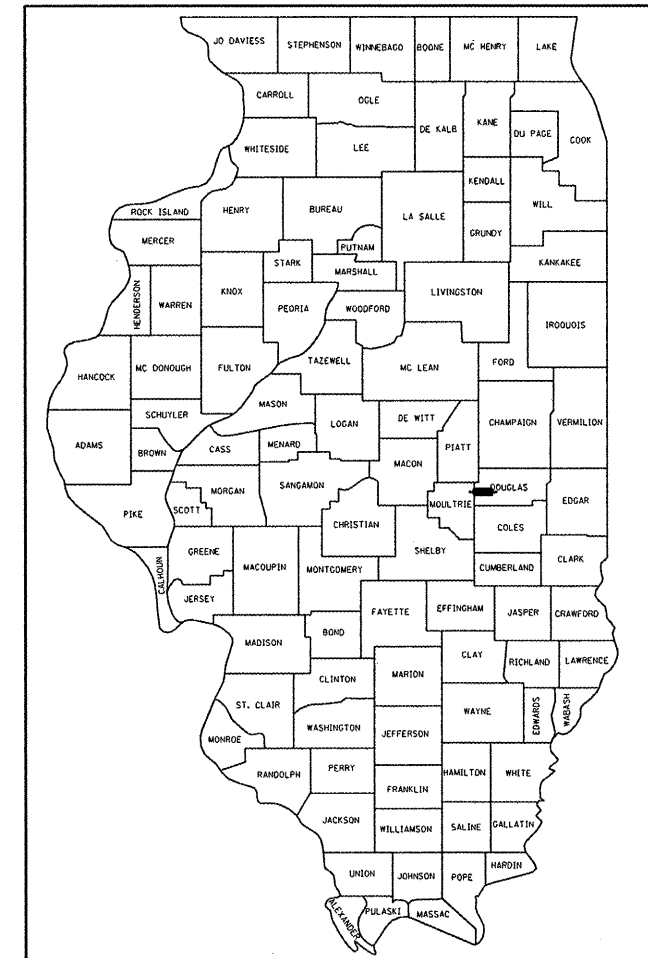 JO DAVIESS
STEPHENSON
WINNEBAGO
BOONE
MC HENRY
LAKE
CARROLL
OGLE
DE KALB
KANE
DU PAGE
COOK
WHITESIDE
LEE
KENDALL
WILL
ROCK ISLAND
HENRY
BUREAU
LA SALLE
GRUNDY
MERCER
PUTNAM
KANKAKEE
STARK
MARSHALL
HENDERSON
WARREN
KNOX
PEORIA
WOODFORD
LIVINGSTON
IROQUOIS
HANCOCK
MC DONOUGH
FULTON
TAZEWELL
MC LEAN
FORD
SCHUYLER
MASON
LOGAN
DE WITT
CHAMPAIGN
VERMILION
ADAMS
BROWN
CASS
MENARD
PIATT
MACON
MORGAN
SANGAMON
DOUGLAS
PIKE
SCOTT
CHRISTIAN
MOULTRIE
EDGAR
COLES
CALHOUN
GREENE
MACOUPIN
MONTGOMERY
SHELBY
CUMBERLAND
CLARK
JERSEY
FAYETTE
EFFINGHAM
JASPER
CRAWFORD
MADISON
BOND
CLAY
RICHLAND
LAWRENCE
CLINTON
MARION
ST. CLAIR
WAYNE
EDWARDS
WABASH
MONROE
WASHINGTON
JEFFERSON
RANDOLPH
PERRY
FRANKLIN
HAMILTON
WHITE
JACKSON
WILLIAMSON
SALINE
GALLATIN
UNION
JOHNSON
POPE
HARDIN
ALEXANDER
PULASKI
MASSAC